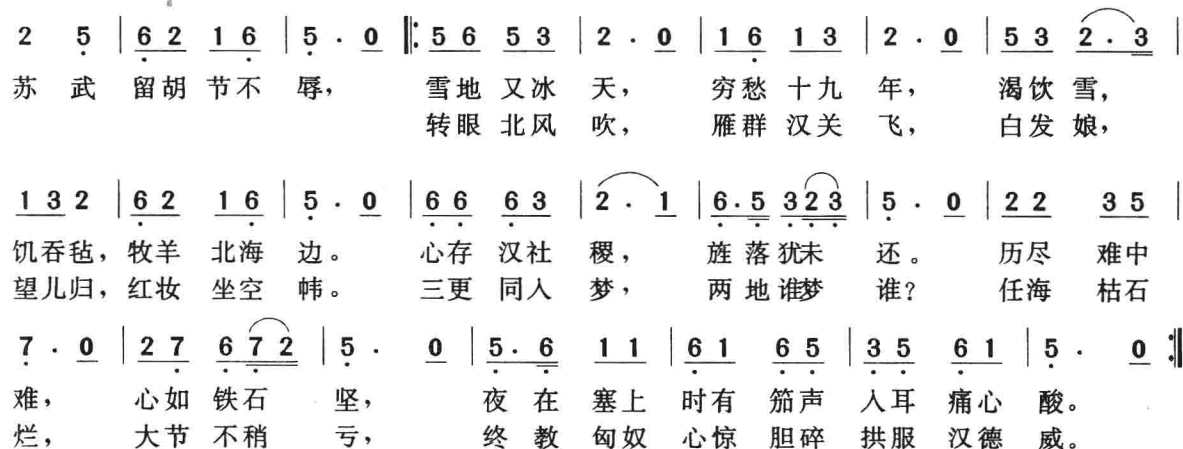 2 5̣ | 6̣ 2 1 6̣ | 5̣ · 0 ‖: 5 6 5 3 | 2 · 0 | 1 6̣ 1 3 | 2 · 0 | 5 3 2 · 3 |
苏 武 留胡 节不 辱， 雪地 又冰 天， 穷愁 十九 年， 渴饮 雪，
转眼 北风 吹， 雁群 汉关 飞， 白发 娘，
1 3 2 | 6̣ 2 1 6̣ | 5̣ · 0 | 6̣ 6̣ 6̣ 3 | 2 · 1 | 6̣ · 5̣ 3̣ 2̣ 3̣ | 5̣ · 0 | 2 2 3 5 |
饥吞毡， 牧羊 北海 边。 心存 汉社 稷， 旌落 犹未 还。 历尽 难中
望儿归， 红妆 坐空 帏。 三更 同人 梦， 两地 谁梦 谁？ 任海 枯石
7̣ · 0 | 2 7̣ 6̣ 7̣ 2 | 5̣ · 0 | 5̣ · 6̣ 1 1 | 6̣ 1 6̣ 5̣ | 3̣ 5̣ 6̣ 1 | 5̣ · 0 :‖
难， 心如 铁石 坚， 夜在 塞上 时有 笳声 入耳 痛心 酸。
烂， 大节 不稍 亏， 终教 匈奴 心惊 胆碎 拱服 汉德 威。